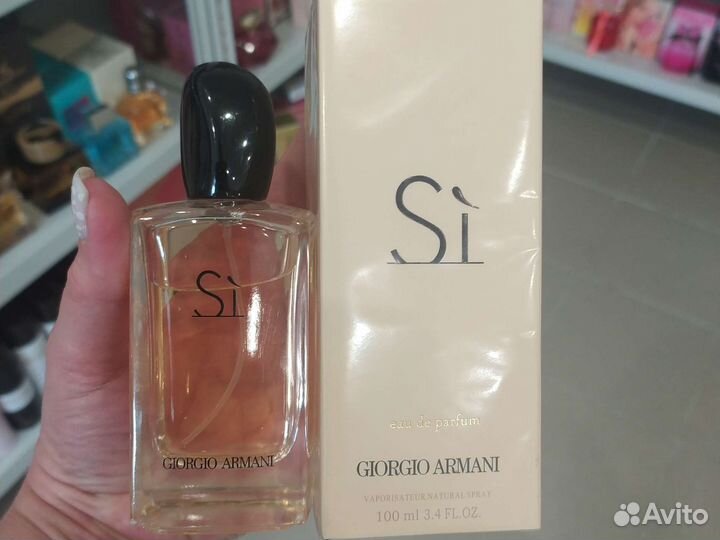 Sì
GIORGIO ARMANI
Sì
eau de parfum
GIORGIO ARMANI
VAPORISATEUR NATURAL SPRAY
100 ml 3.4 FL.OZ.
Avito